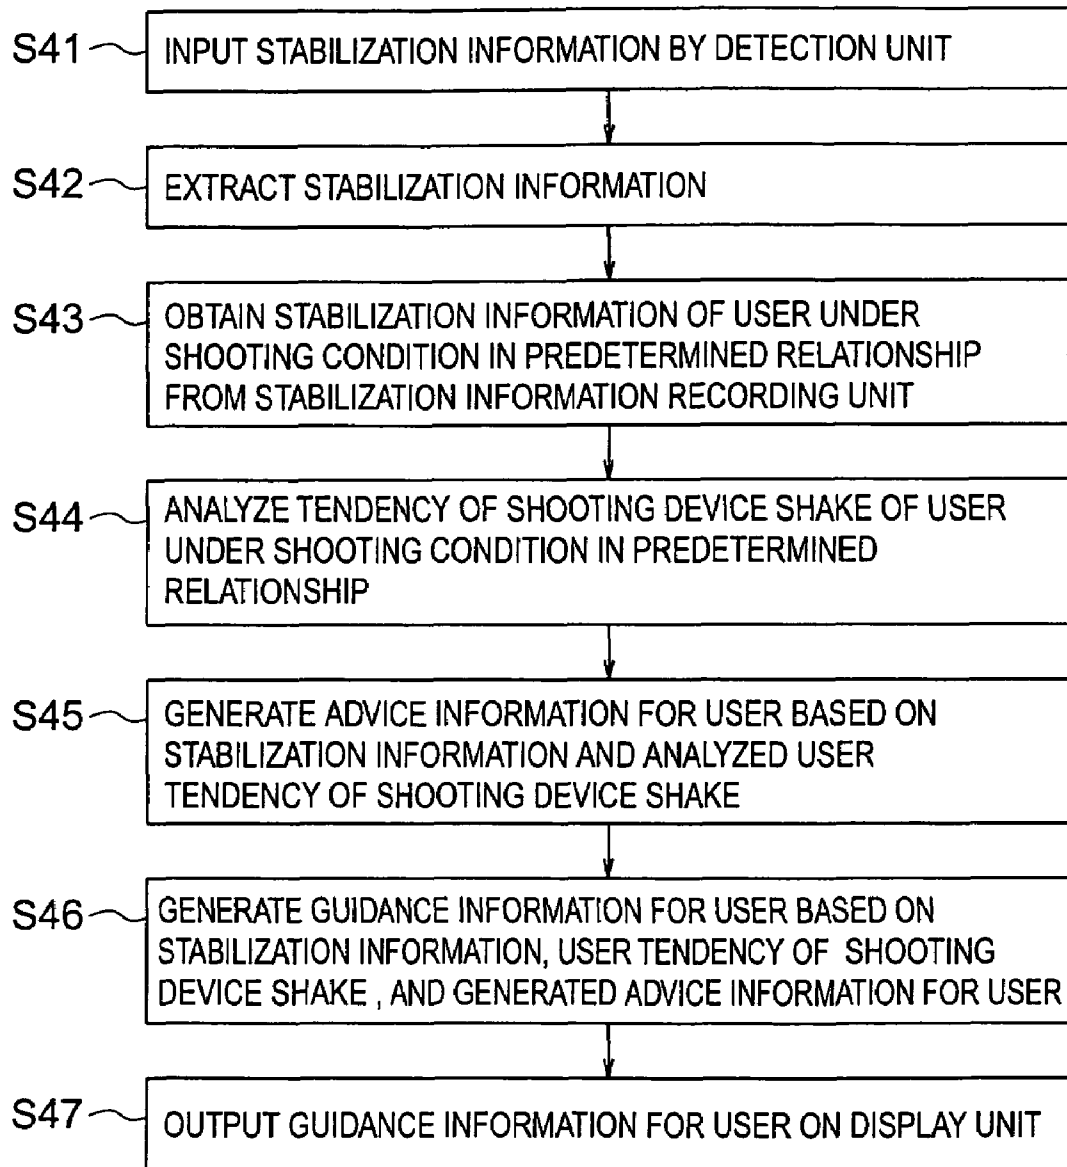 S41
INPUT STABILIZATION INFORMATION BY DETECTION UNIT
S42
EXTRACT STABILIZATION INFORMATION
S43
OBTAIN STABILIZATION INFORMATION OF USER UNDER
SHOOTING CONDITION IN PREDETERMINED RELATIONSHIP
FROM STABILIZATION INFORMATION RECORDING UNIT
S44
ANALYZE TENDENCY OF SHOOTING DEVICE SHAKE OF USER
UNDER SHOOTING CONDITION IN PREDETERMINED
RELATIONSHIP
S45
GENERATE ADVICE INFORMATION FOR USER BASED ON
STABILIZATION INFORMATION AND ANALYZED USER
TENDENCY OF SHOOTING DEVICE SHAKE
S46
GENERATE GUIDANCE INFORMATION FOR USER BASED ON
STABILIZATION INFORMATION, USER TENDENCY OF SHOOTING
DEVICE SHAKE , AND GENERATED ADVICE INFORMATION FOR USER
S47
OUTPUT GUIDANCE INFORMATION FOR USER ON DISPLAY UNIT